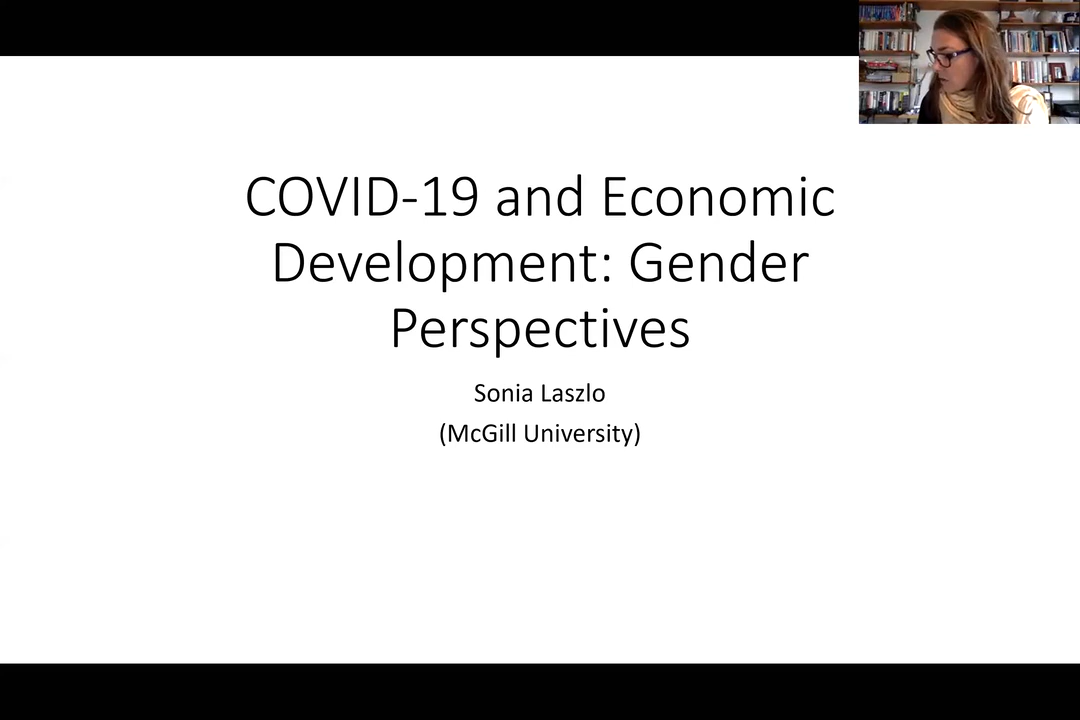 COVID-19 and Economic
Development: Gender
Perspectives
Sonia Laszlo
(McGill University)